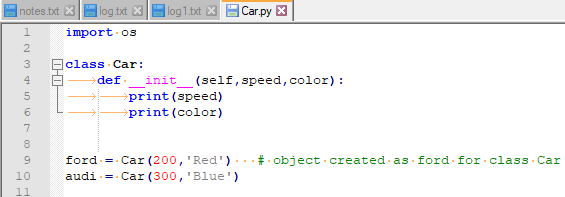 notes.txt log.txt log1.txt Car.py
1 import os
2
3 class Car:
4 def __init__(self,speed,color):
5 print(speed)
6 print(color)
7
8
9 ford = Car(200,'Red') # object created as ford for class Car
10 audi = Car(300,'Blue')
11